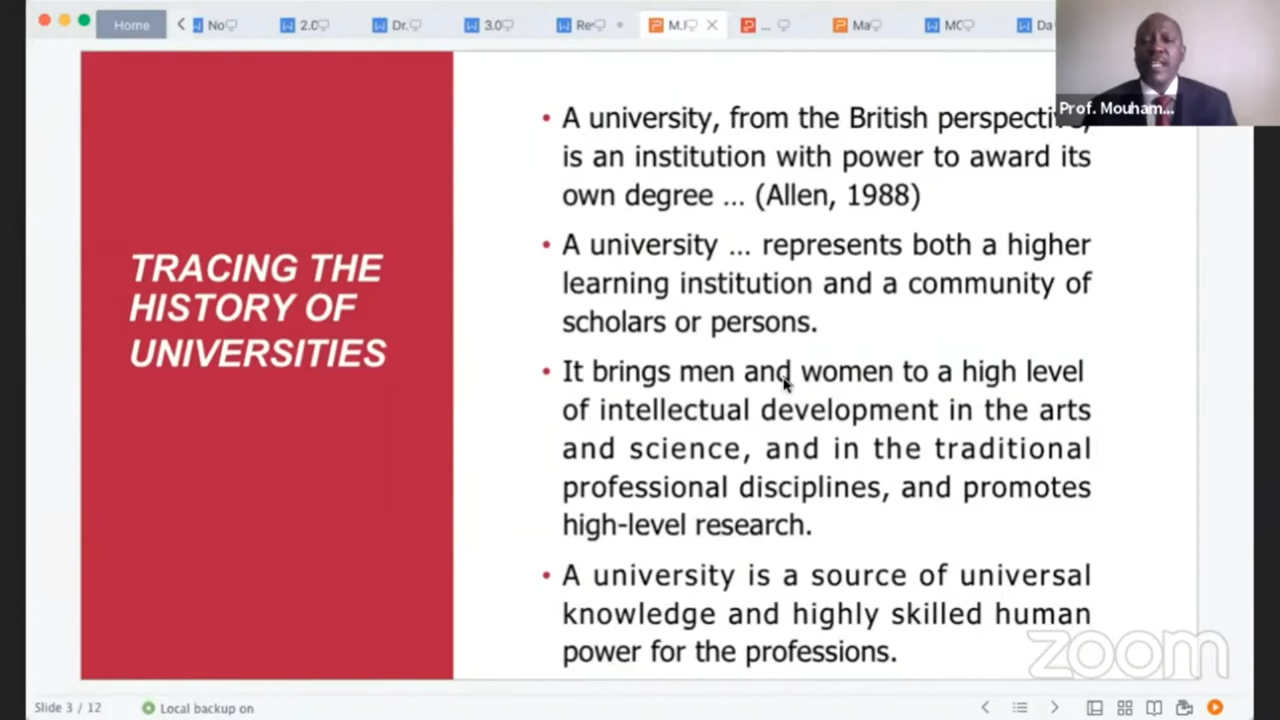 Home
No
2.0
Dr.
3.0
Re
M.I
...
Ma
MC
Da
Prof. Mouham...
TRACING THE
HISTORY OF
UNIVERSITIES
• A university, from the British perspective,
is an institution with power to award its
own degree ... (Allen, 1988)
• A university ... represents both a higher
learning institution and a community of
scholars or persons.
• It brings men and women to a high level
of intellectual development in the arts
and science, and in the traditional
professional disciplines, and promotes
high-level research.
• A university is a source of universal
knowledge and highly skilled human
power for the professions.
zoom
Slide 3 / 12
Local backup on